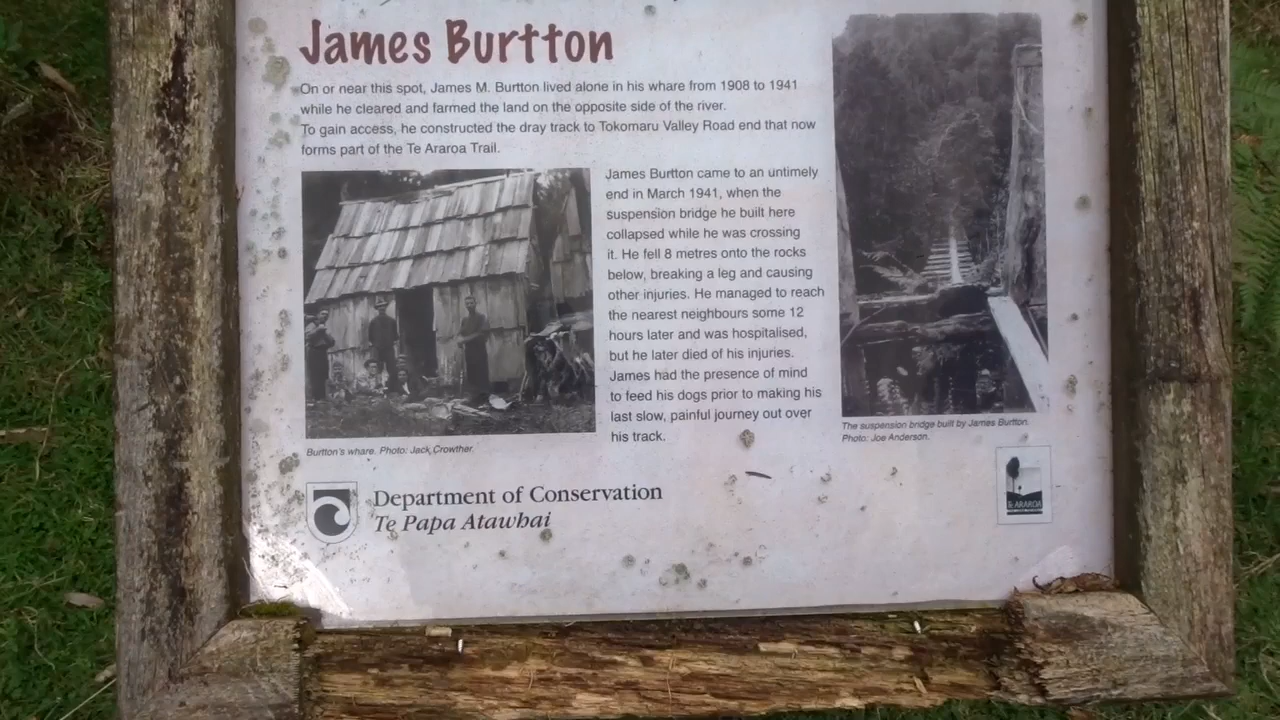 James Burtton
On or near this spot, James M. Burtton lived alone in his whare from 1908 to 1941
while he cleared and farmed the land on the opposite side of the river.
To gain access, he constructed the dray track to Tokomaru Valley Road end that now
forms part of the Te Araroa Trail.
James Burtton came to an untimely
end in March 1941, when the
suspension bridge he built here
collapsed while he was crossing
it. He fell 8 metres onto the rocks
below, breaking a leg and causing
other injuries. He managed to reach
the nearest neighbours some 12
hours later and was hospitalised,
but he later died of his injuries.
James had the presence of mind
to feed his dogs prior to making his
last slow, painful journey out over
his track.
Burtton's whare. Photo: Jack Crowther.
The suspension bridge built by James Burtton.
Photo: Joe Anderson.
Department of Conservation
Te Papa Atawhai
TE ARAROA